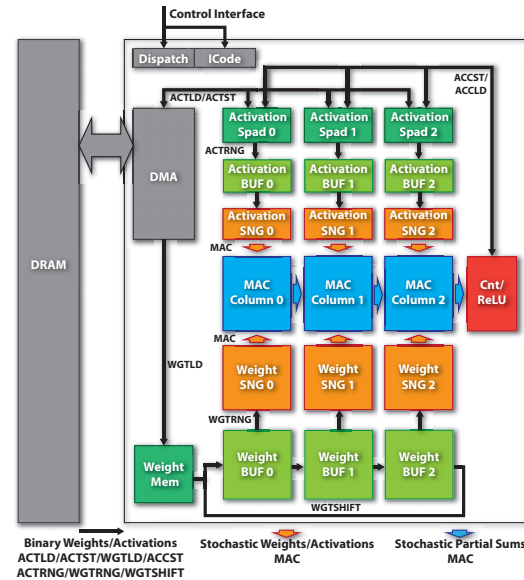 Control Interface
Dispatch
ICode
ACCST/
ACCLD
ACTLD/ACTST
Activation
Spad 0
Activation
Spad 1
Activation
Spad 2
ACTRNG
DMA
Activation
BUF 0
Activation
BUF 1
Activation
BUF 2
Activation
SNG 0
Activation
SNG 1
Activation
SNG 2
MAC
DRAM
MAC
Column 0
MAC
Column 1
MAC
Column 2
Cnt/
ReLU
MAC
WGTLD
Weight
SNG 0
Weight
SNG 1
Weight
SNG 2
WGTRNG
Weight
Mem
Weight
BUF 0
Weight
BUF 1
Weight
BUF 2
WGTSHIFT
Binary Weights/Activations
ACTLD/ACTST/WGTLD/ACCST
ACTRNG/WGTRNG/WGTSHIFT
Stochastic Weights/Activations
MAC
Stochastic Partial Sums
MAC